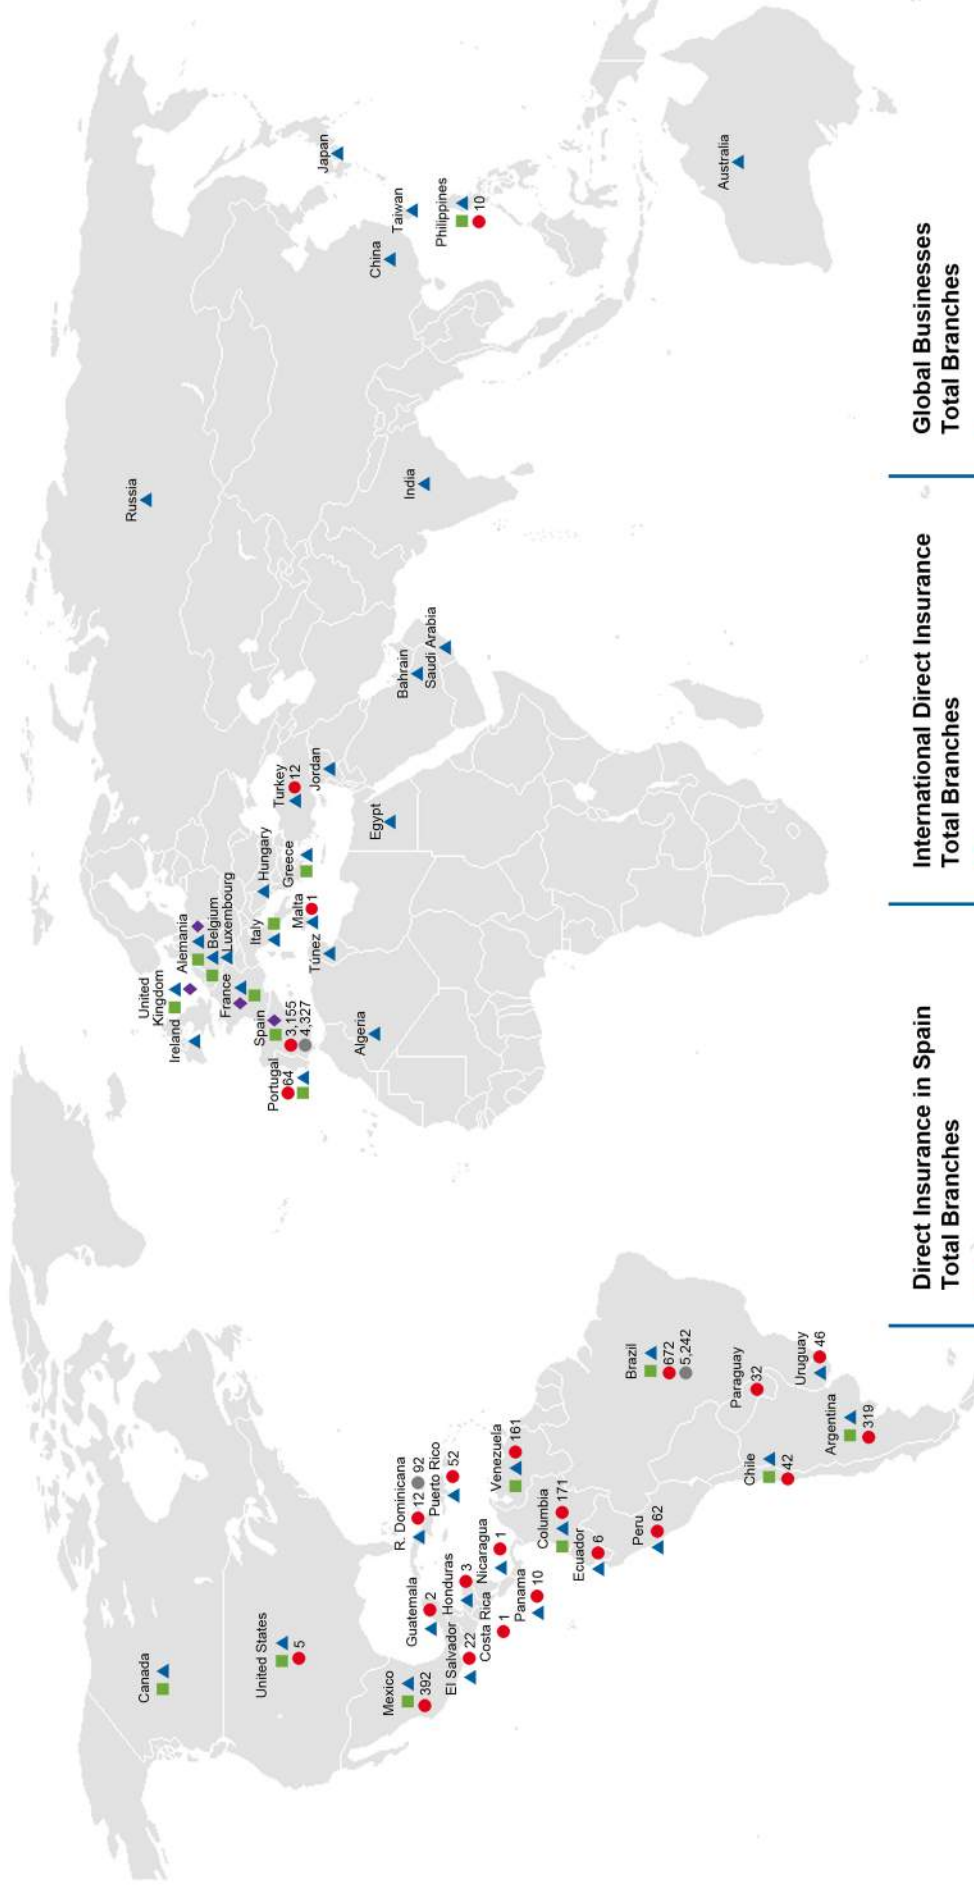 Canada
United States
5
Mexico
392
Guatemala
2
El Salvador
22
Honduras
3
Costa Rica
1
Nicaragua
1
Panama
10
R. Dominicana
12
92
Puerto Rico
52
Venezuela
161
Columbia
171
Ecuador
6
Peru
62
Brazil
672
5,242
Paraguay
32
Uruguay
46
Chile
42
Argentina
319
United
Kingdom
Ireland
Alemania
Belgium
Luxembourg
France
Spain
3,155
4,327
Portugal
64
Italy
Hungary
Malta
1
Greece
Turkey
12
Túnez
Algeria
Egypt
Jordan
Bahrain
Saudi Arabia
Russia
India
China
Taiwan
Japan
Philippines
10
Australia
Direct Insurance in Spain
Total Branches
International Direct Insurance
Total Branches
Global Businesses
Total Branches